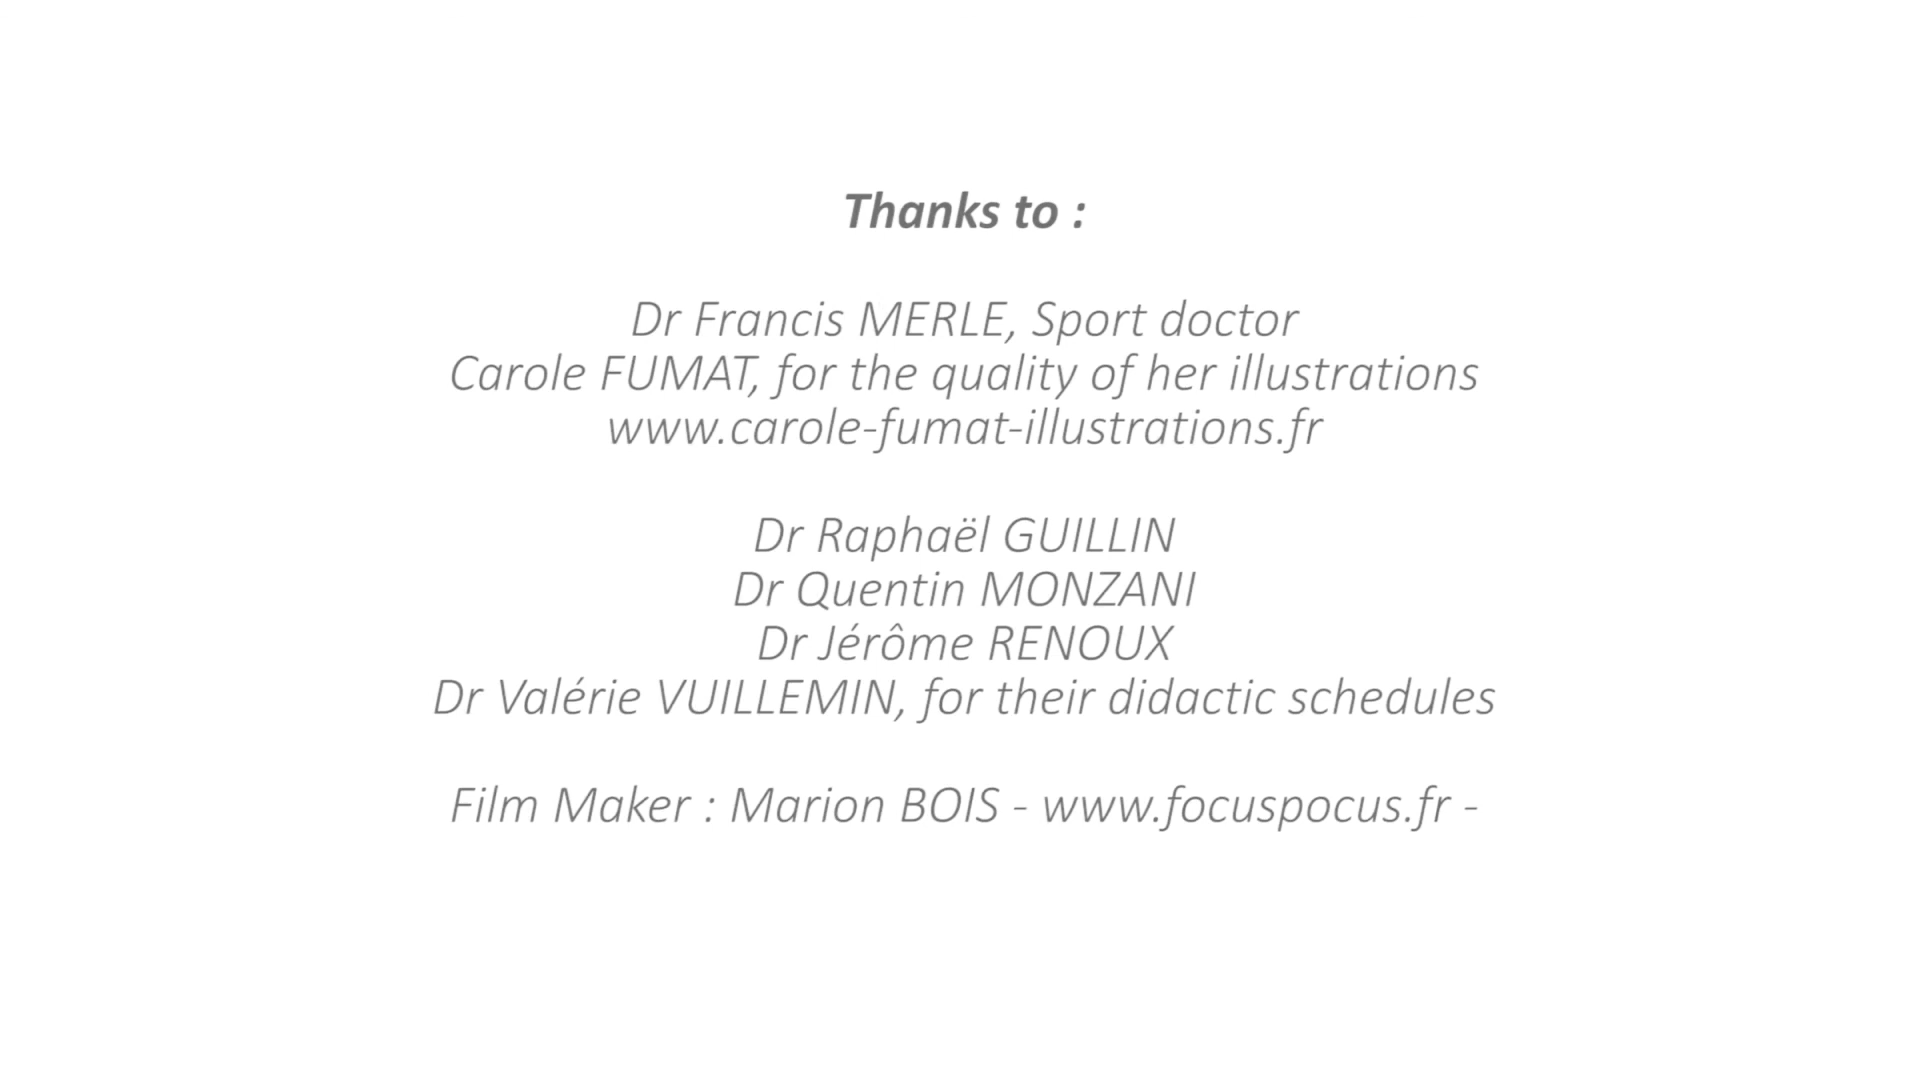 Thanks to :
Dr Francis MERLE, Sport doctor
Carole FUMAT, for the quality of her illustrations
www.carole-fumat-illustrations.fr
Dr Raphaël GUILLIN
Dr Quentin MONZANI
Dr Jérôme RENOUX
Dr Valérie VUILLEMIN, for their didactic schedules
Film Maker : Marion BOIS - www.focuspocus.fr -